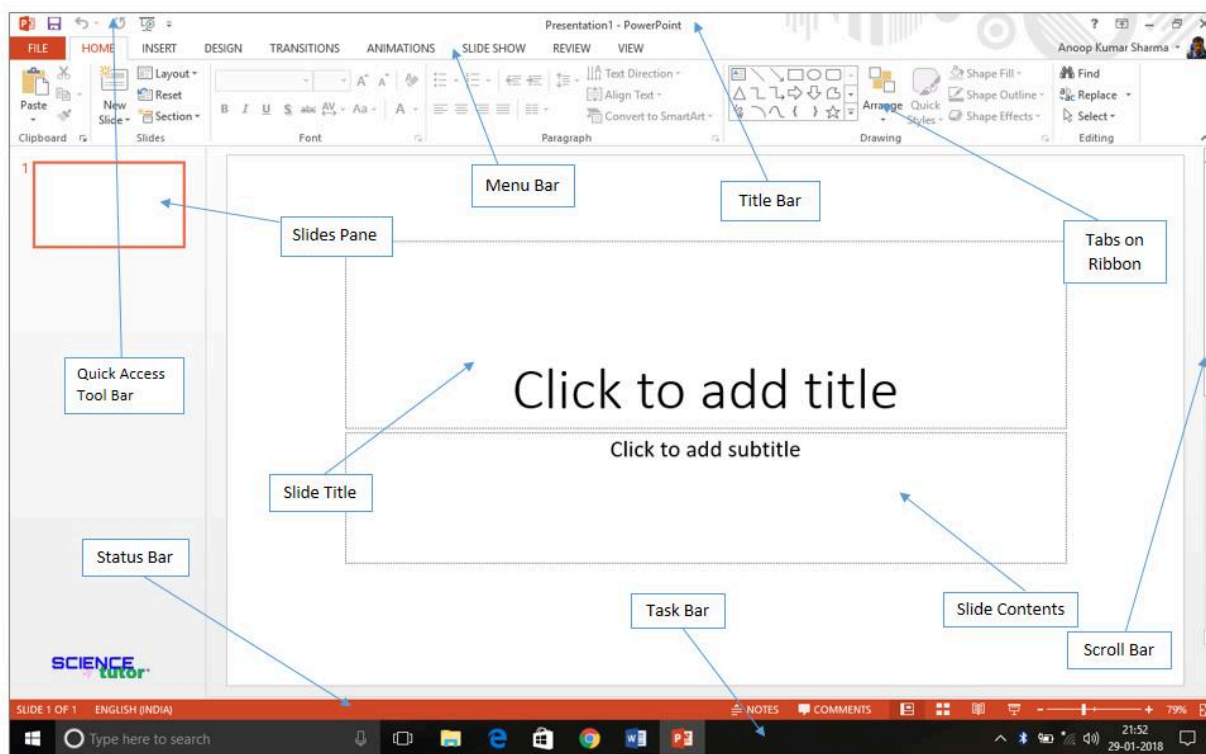 Presentation1 - PowerPoint
?
FILE HOME INSERT DESIGN TRANSITIONS ANIMATIONS SLIDE SHOW REVIEW VIEW
Anoop Kumar Sharma
Paste
Clipboard
New
Slide
Layout
Reset
Section
Slides
B I U S abc AV Aa A
Font
Text Direction
Align Text
Convert to SmartArt
Paragraph
Arrange
Quick
Styles
Shape Fill
Shape Outline
Shape Effects
Drawing
Find
Replace
Select
Editing
1
Menu Bar
Title Bar
Slides Pane
Tabs on
Ribbon
Quick Access
Tool Bar
Click to add title
Click to add subtitle
Slide Title
Status Bar
Task Bar
Slide Contents
Scroll Bar
SCIENCE
tutor
SLIDE 1 OF 1 ENGLISH (INDIA)
NOTES COMMENTS
79%
Type here to search
21:52
29-01-2018